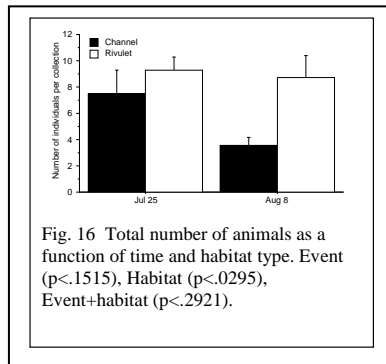 12
10
8
6
4
2
0
Number of individuals per collection
Channel
Rivulet
Jul 25
Aug 8
Fig. 16 Total number of animals as a
function of time and habitat type. Event
(p<.1515), Habitat (p<.0295),
Event+habitat (p<.2921).